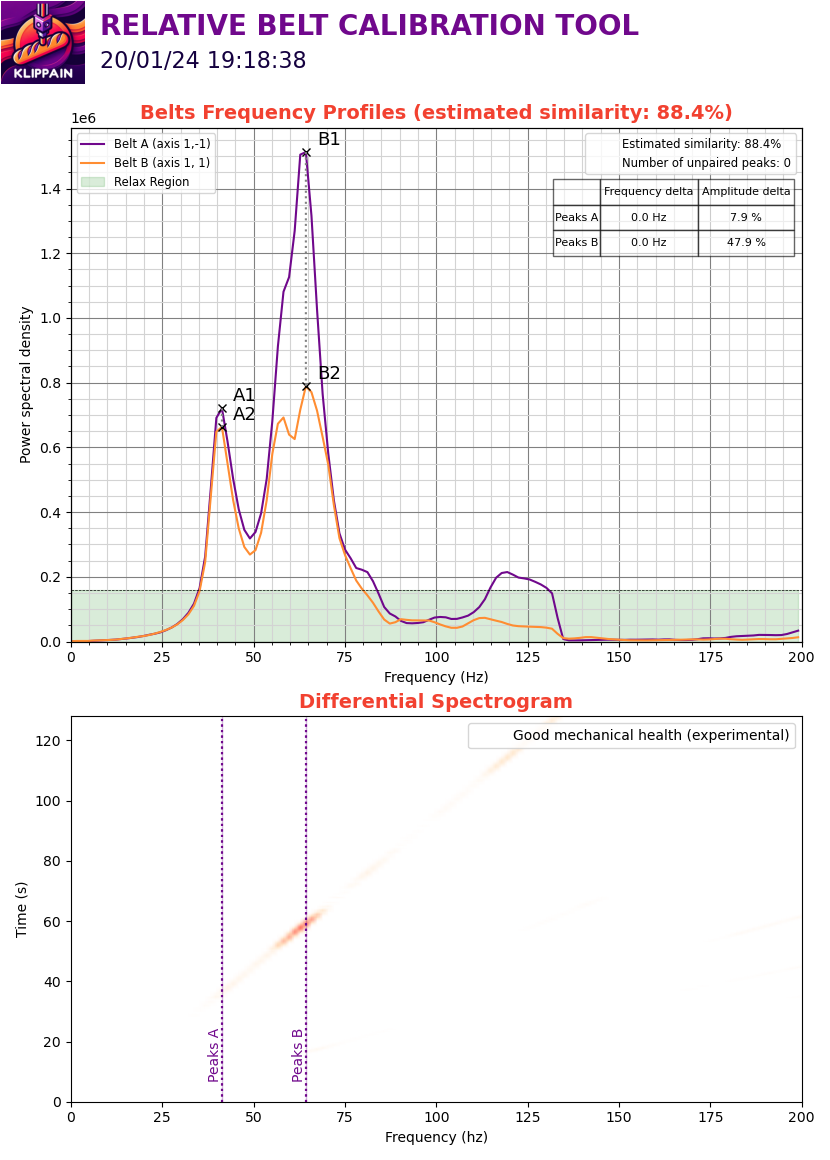 KLIPPAIN
RELATIVE BELT CALIBRATION TOOL
20/01/24 19:18:38
Belts Frequency Profiles (estimated similarity: 88.4%)
1e6
Belt A (axis 1,-1)
Belt B (axis 1, 1)
Relax Region
Estimated similarity: 88.4%
Number of unpaired peaks: 0
Frequency delta Amplitude delta
Peaks A 0.0 Hz 7.9 %
Peaks B 0.0 Hz 47.9 %
B1
B2
A1
A2
Power spectral density
1.4
1.2
1.0
0.8
0.6
0.4
0.2
0.0
0 25 50 75 100 125 150 175 200
Frequency (Hz)
Differential Spectrogram
Good mechanical health (experimental)
Time (s)
120
100
80
60
40
20
0
Peaks A
Peaks B
0 25 50 75 100 125 150 175 200
Frequency (hz)